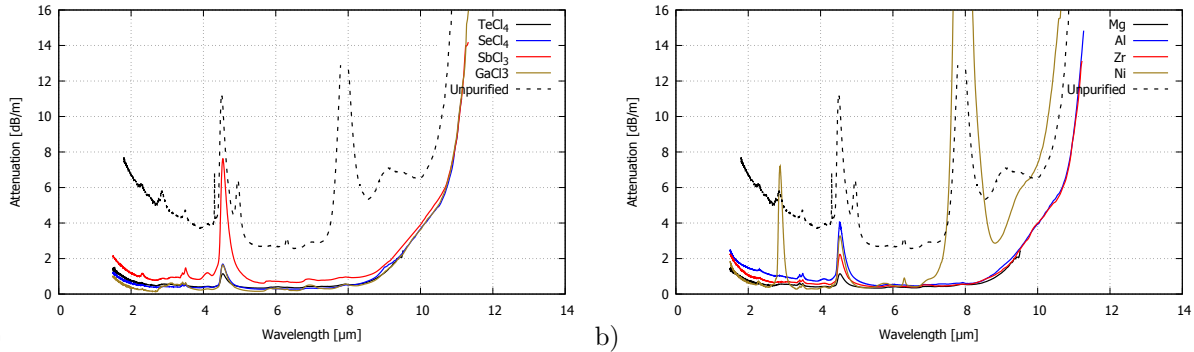 16
14
12
10
8
6
4
2
0
Attenuation [dB/m]
TeCl₄
SeCl₄
SbCl₃
GaCl3
Unpurified
0 2 4 6 8 10 12 14
Wavelength [µm]
b)
16
14
12
10
8
6
4
2
0
Attenuation [dB/m]
Mg
Al
Zr
Ni
Unpurified
0 2 4 6 8 10 12 14
Wavelength [µm]